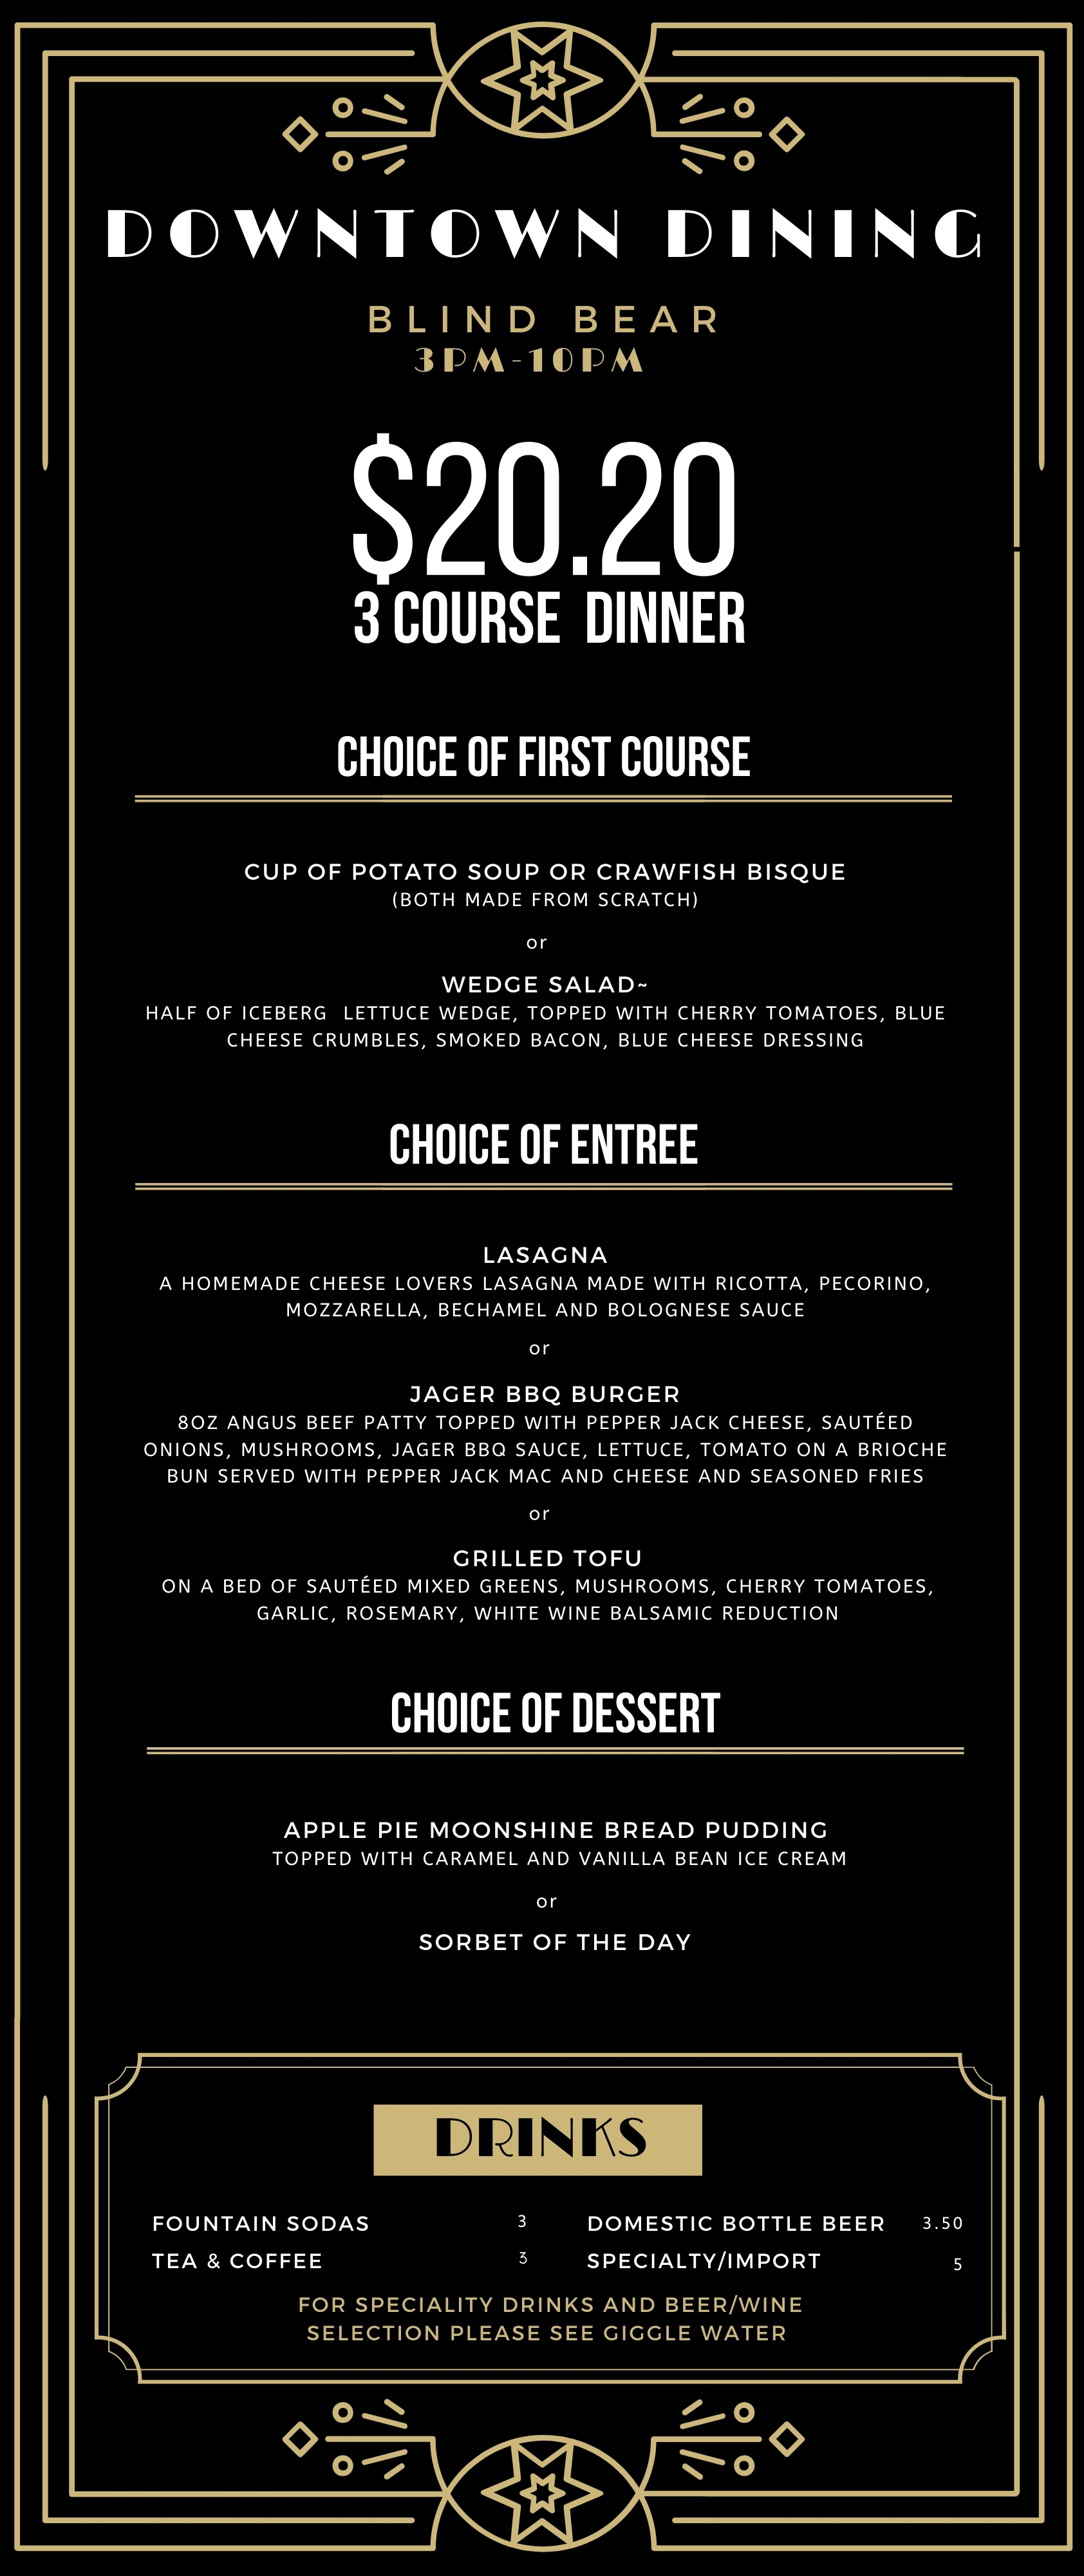 DOWNTOWN DINING
BLIND BEAR
3PM-10PM
$20.20
3 COURSE DINNER
CHOICE OF FIRST COURSE
CUP OF POTATO SOUP OR CRAWFISH BISQUE
(BOTH MADE FROM SCRATCH)
or
WEDGE SALAD~
HALF OF ICEBERG LETTUCE WEDGE, TOPPED WITH CHERRY TOMATOES, BLUE
CHEESE CRUMBLES, SMOKED BACON, BLUE CHEESE DRESSING
CHOICE OF ENTREE
LASAGNA
A HOMEMADE CHEESE LOVERS LASAGNA MADE WITH RICOTTA, PECORINO,
MOZZARELLA, BECHAMEL AND BOLOGNESE SAUCE
or
JAGER BBQ BURGER
8OZ ANGUS BEEF PATTY TOPPED WITH PEPPER JACK CHEESE, SAUTÉED
ONIONS, MUSHROOMS, JAGER BBQ SAUCE, LETTUCE, TOMATO ON A BRIOCHE
BUN SERVED WITH PEPPER JACK MAC AND CHEESE AND SEASONED FRIES
or
GRILLED TOFU
ON A BED OF SAUTÉED MIXED GREENS, MUSHROOMS, CHERRY TOMATOES,
GARLIC, ROSEMARY, WHITE WINE BALSAMIC REDUCTION
CHOICE OF DESSERT
APPLE PIE MOONSHINE BREAD PUDDING
TOPPED WITH CARAMEL AND VANILLA BEAN ICE CREAM
or
SORBET OF THE DAY
DRINKS
FOUNTAIN SODAS 3 DOMESTIC BOTTLE BEER 3.50
TEA & COFFEE 3 SPECIALTY/IMPORT 5
FOR SPECIALITY DRINKS AND BEER/WINE
SELECTION PLEASE SEE GIGGLE WATER